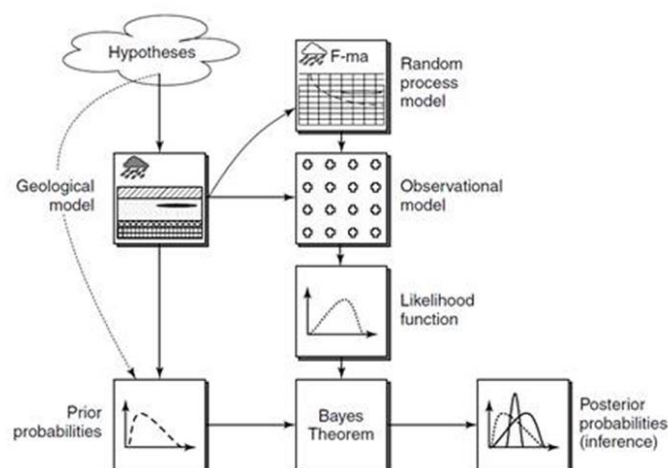 Hypotheses
F-ma
Random
process
model
Geological
model
Observational
model
Likelihood
function
Prior
probabilities
Bayes
Theorem
Posterior
probabilities
(inference)